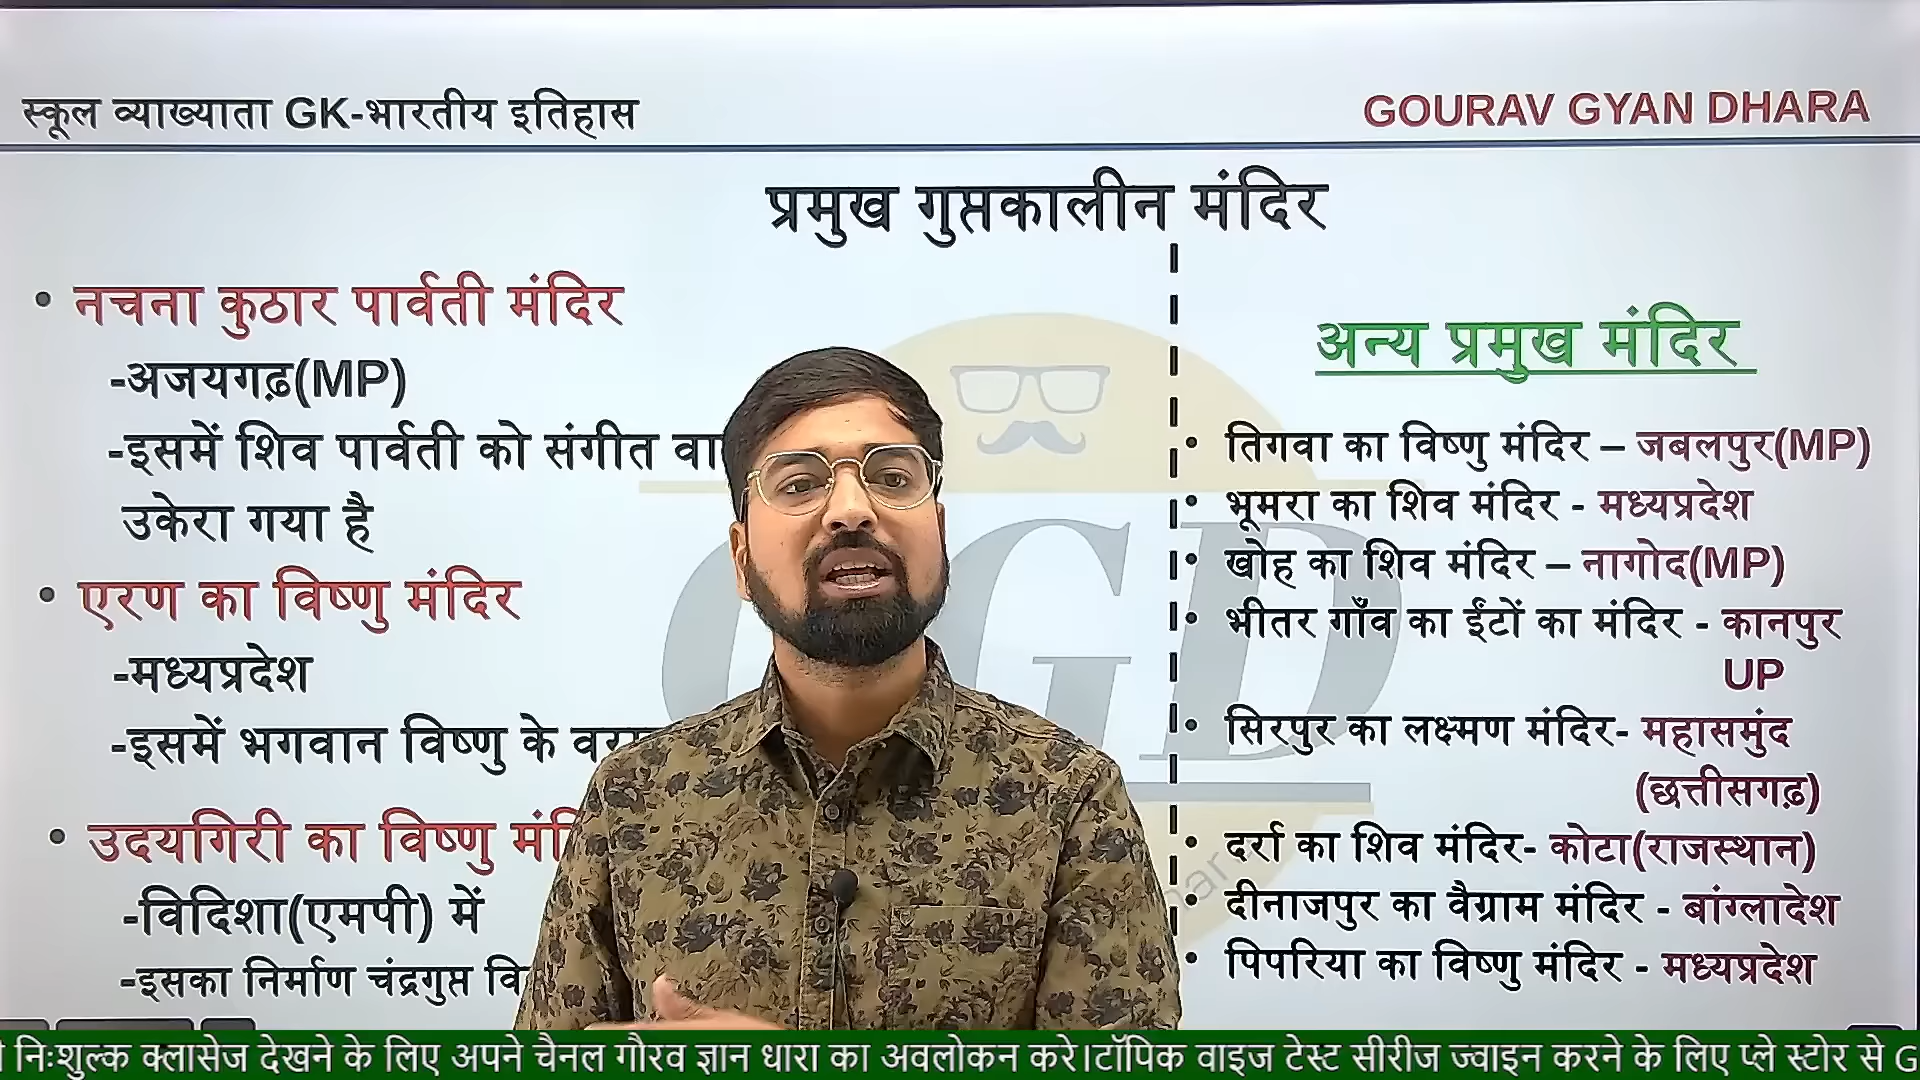 स्कूल व्याख्याता GK-भारतीय इतिहास
GOURAV GYAN DHARA
प्रमुख गुप्तकालीन मंदिर
• नचना कुठार पार्वती मंदिर
-अजयगढ़(MP)
-इसमें शिव पार्वती को संगीत
उकेरा गया है
• एरण का विष्णु मंदिर
-मध्यप्रदेश
-इसमें भगवान विष्णु के
• उदयगिरी का विष्णु
-विदिशा(एमपी) में
-इसका निर्माण चंद्रगुप्त
अन्य प्रमुख मंदिर
• तिगवा का विष्णु मंदिर – जबलपुर(MP)
• भूमरा का शिव मंदिर - मध्यप्रदेश
• खोह का शिव मंदिर – नागोद(MP)
• भीतर गाँव का ईंटों का मंदिर - कानपुर
UP
• सिरपुर का लक्ष्मण मंदिर- महासमुंद
(छत्तीसगढ़)
• दर्रा का शिव मंदिर- कोटा(राजस्थान)
• दीनाजपुर का वैग्राम मंदिर - बांग्लादेश
• पिपरिया का विष्णु मंदिर - मध्यप्रदेश
GGD
निःशुल्क क्लासेज देखने के लिए अपने चैनल गौरव ज्ञान धारा का अवलोकन करे।टॉपिक वाइज टेस्ट सीरीज ज्वाइन करने के लिए प्ले स्टोर से G